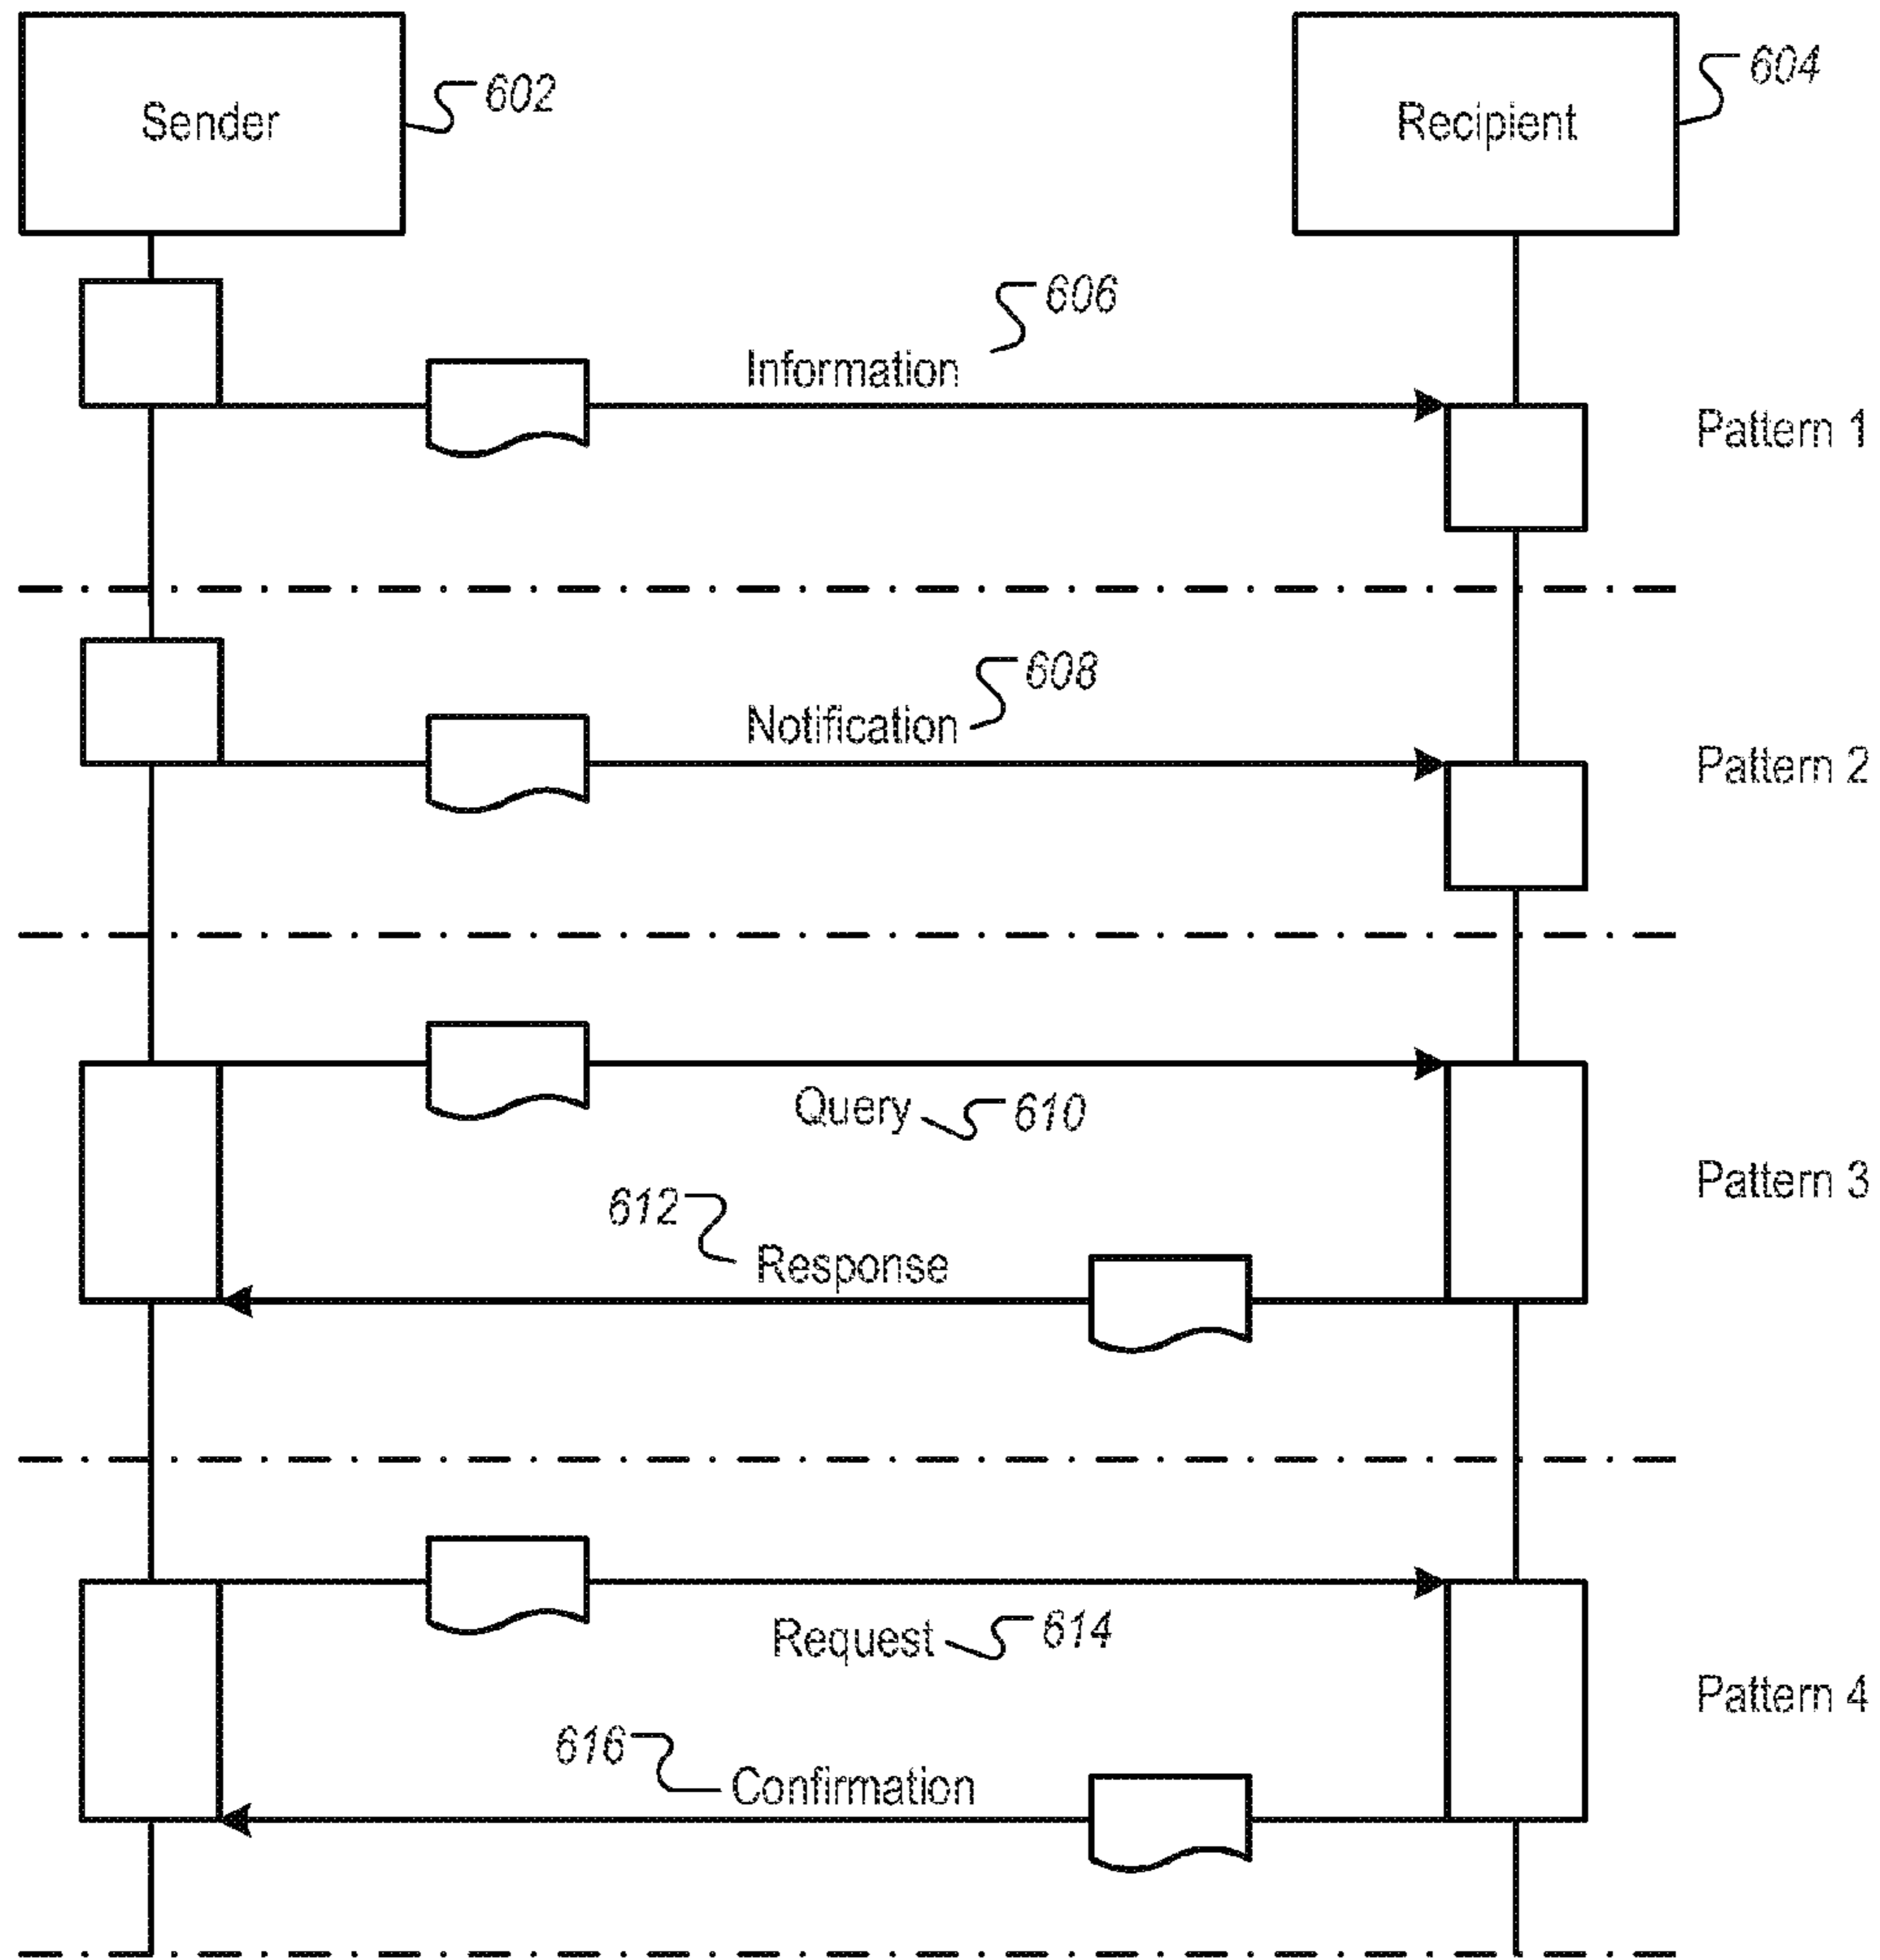 Sender
602
Recipient
604
Information
606
Pattern 1
Notification
608
Pattern 2
Query
610
Pattern 3
612
Response
Request
614
Pattern 4
616
Confirmation